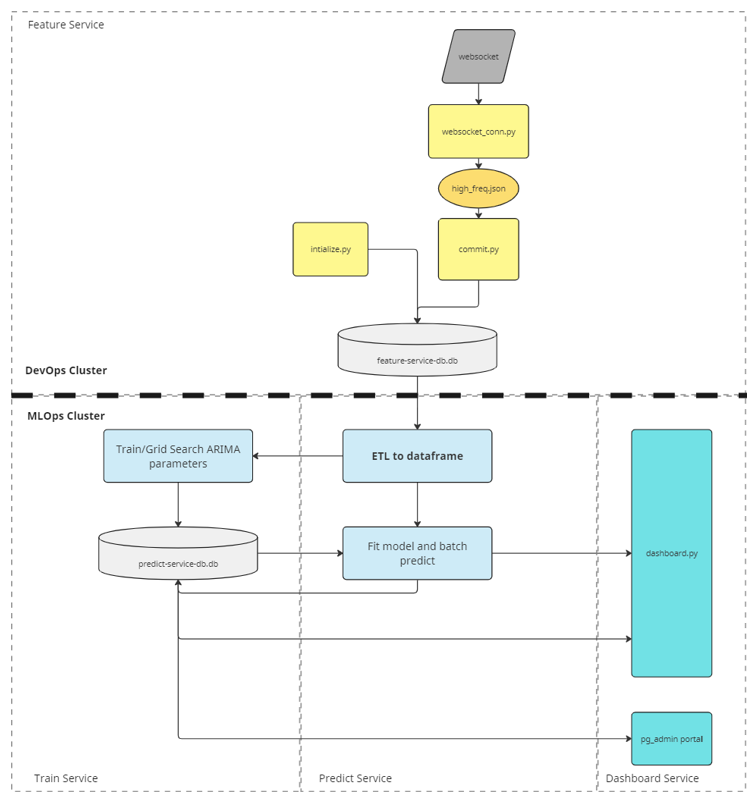 Feature Service
websocket
websocket_conn.py
high_freq.json
intialize.py
commit.py
feature-service-db.db
DevOps Cluster
MLOps Cluster
Train/Grid Search ARIMA
parameters
ETL to dataframe
predict-service-db.db
Fit model and batch
predict
dashboard.py
pg_admin portal
Train Service
Predict Service
Dashboard Service